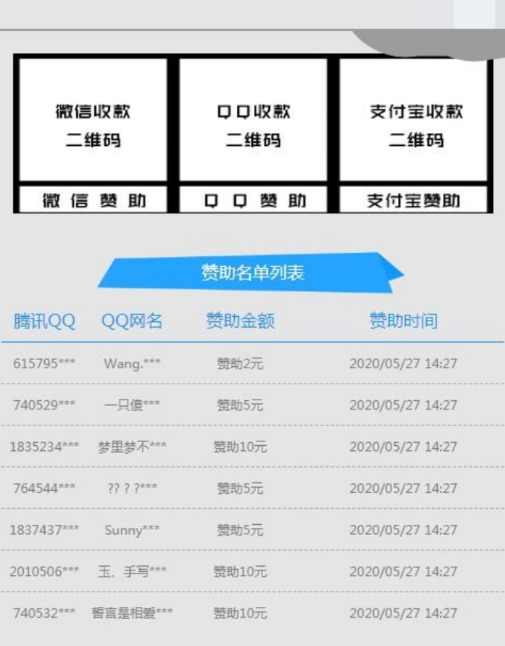 微信收款 QQ收款 支付宝收款
二维码 二维码 二维码
微信赞助 QQ赞助 支付宝赞助
赞助名单列表
腾讯QQ QQ网名 赞助金额 赞助时间
615795*** Wang.*** 赞助2元 2020/05/27 14:27
740529*** 一只傻*** 赞助5元 2020/05/27 14:27
1835234*** 梦里梦不*** 赞助10元 2020/05/27 14:27
764544*** ?? ? ?*** 赞助5元 2020/05/27 14:27
1837437*** Sunny*** 赞助5元 2020/05/27 14:27
2010506*** 玉、手写*** 赞助10元 2020/05/27 14:27
740532*** 誓言是相爱*** 赞助10元 2020/05/27 14:27